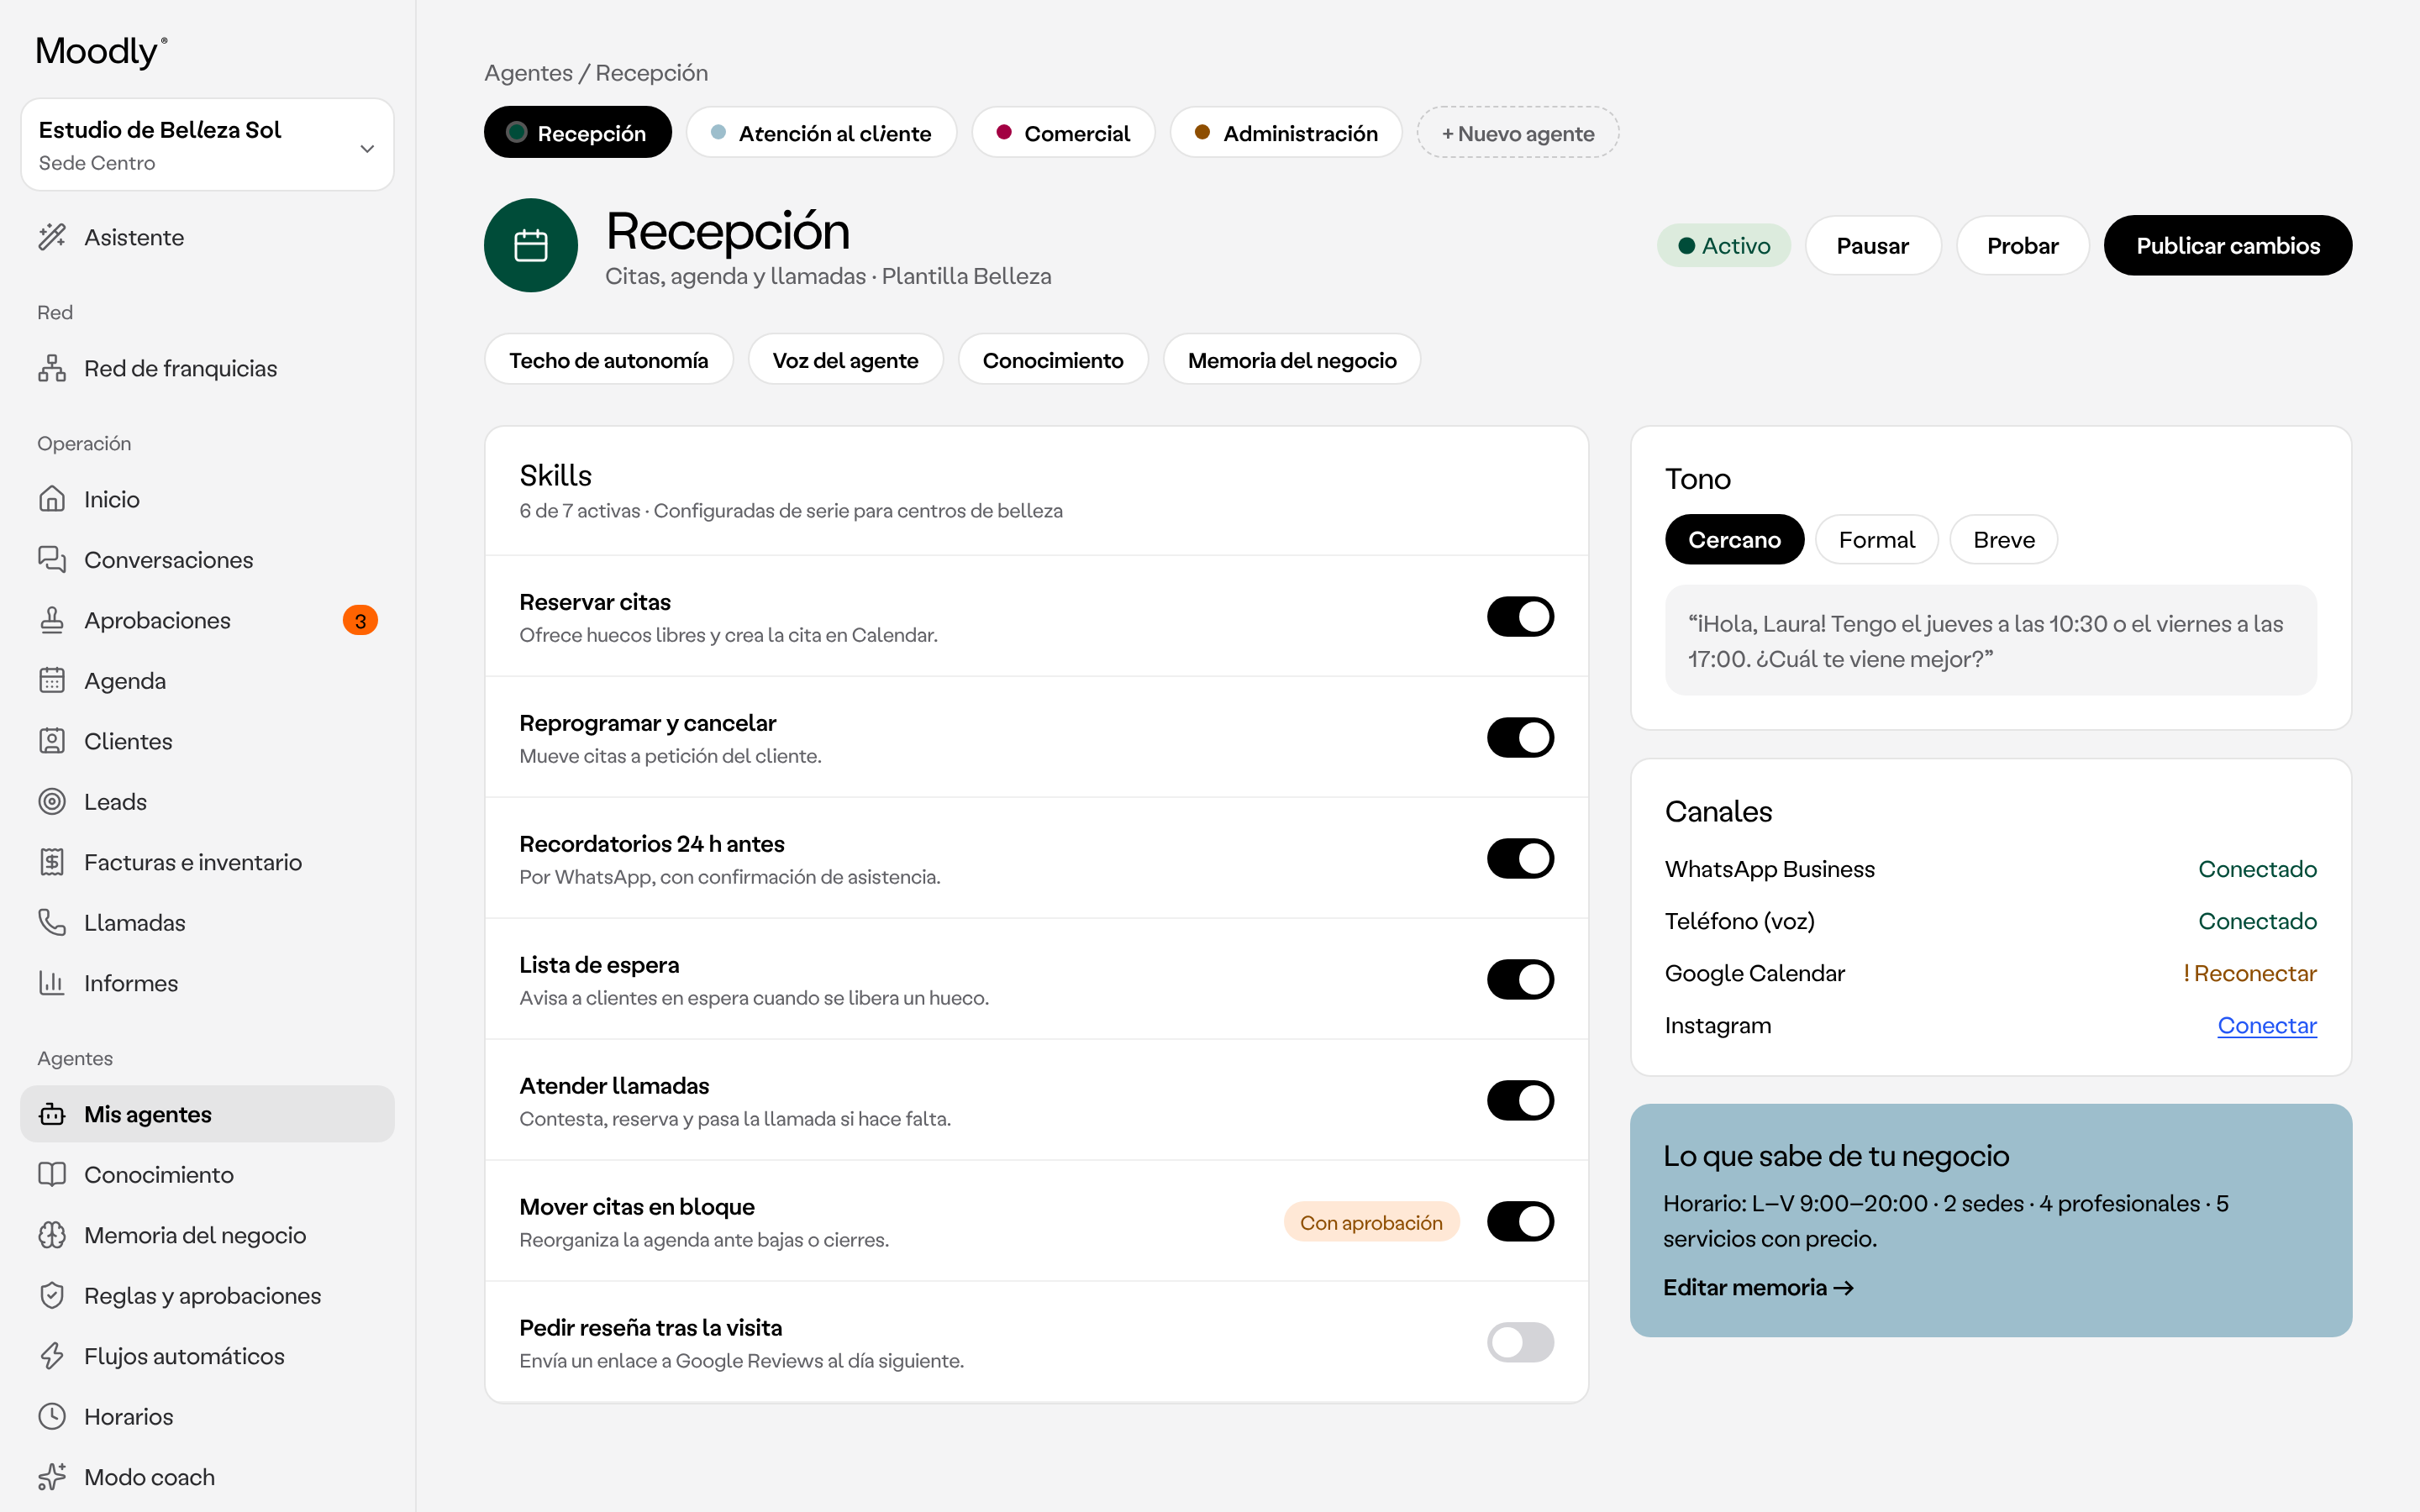 Moodly®
Estudio de Belleza Sol
Sede Centro
Asistente
Red
Red de franquicias
Operación
Inicio
Conversaciones
Aprobaciones
3
Agenda
Clientes
Leads
Facturas e inventario
Llamadas
Informes
Agentes
Mis agentes
Conocimiento
Memoria del negocio
Reglas y aprobaciones
Flujos automáticos
Horarios
Modo coach
Agentes / Recepción
Recepción
Atención al cliente
Comercial
Administración
+ Nuevo agente
Recepción
Citas, agenda y llamadas · Plantilla Belleza
Activo
Pausar
Probar
Publicar cambios
Techo de autonomía
Voz del agente
Conocimiento
Memoria del negocio
Skills
6 de 7 activas · Configuradas de serie para centros de belleza
Reservar citas
Ofrece huecos libres y crea la cita en Calendar.
Reprogramar y cancelar
Mueve citas a petición del cliente.
Recordatorios 24 h antes
Por WhatsApp, con confirmación de asistencia.
Lista de espera
Avisa a clientes en espera cuando se libera un hueco.
Atender llamadas
Contesta, reserva y pasa la llamada si hace falta.
Mover citas en bloque
Reorganiza la agenda ante bajas o cierres.
Con aprobación
Pedir reseña tras la visita
Envía un enlace a Google Reviews al día siguiente.
Tono
Cercano
Formal
Breve
“¡Hola, Laura! Tengo el jueves a las 10:30 o el viernes a las
17:00. ¿Cuál te viene mejor?”
Canales
WhatsApp Business
Conectado
Teléfono (voz)
Conectado
Google Calendar
! Reconectar
Instagram
Conectar
Lo que sabe de tu negocio
Horario: L–V 9:00–20:00 · 2 sedes · 4 profesionales · 5
servicios con precio.
Editar memoria →